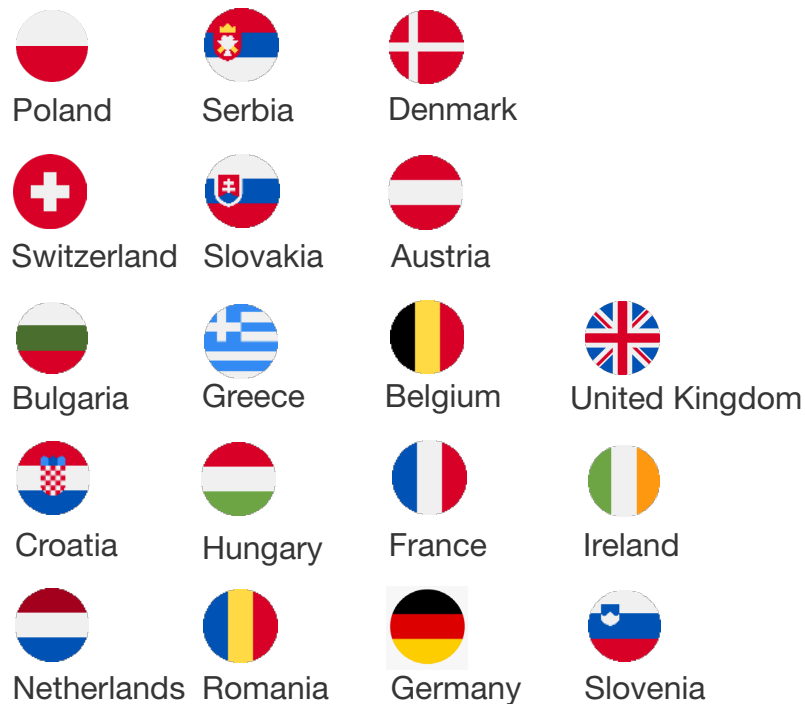 Poland Serbia Denmark
Switzerland Slovakia Austria
Bulgaria Greece Belgium United Kingdom
Croatia Hungary France Ireland
Netherlands Romania Germany Slovenia